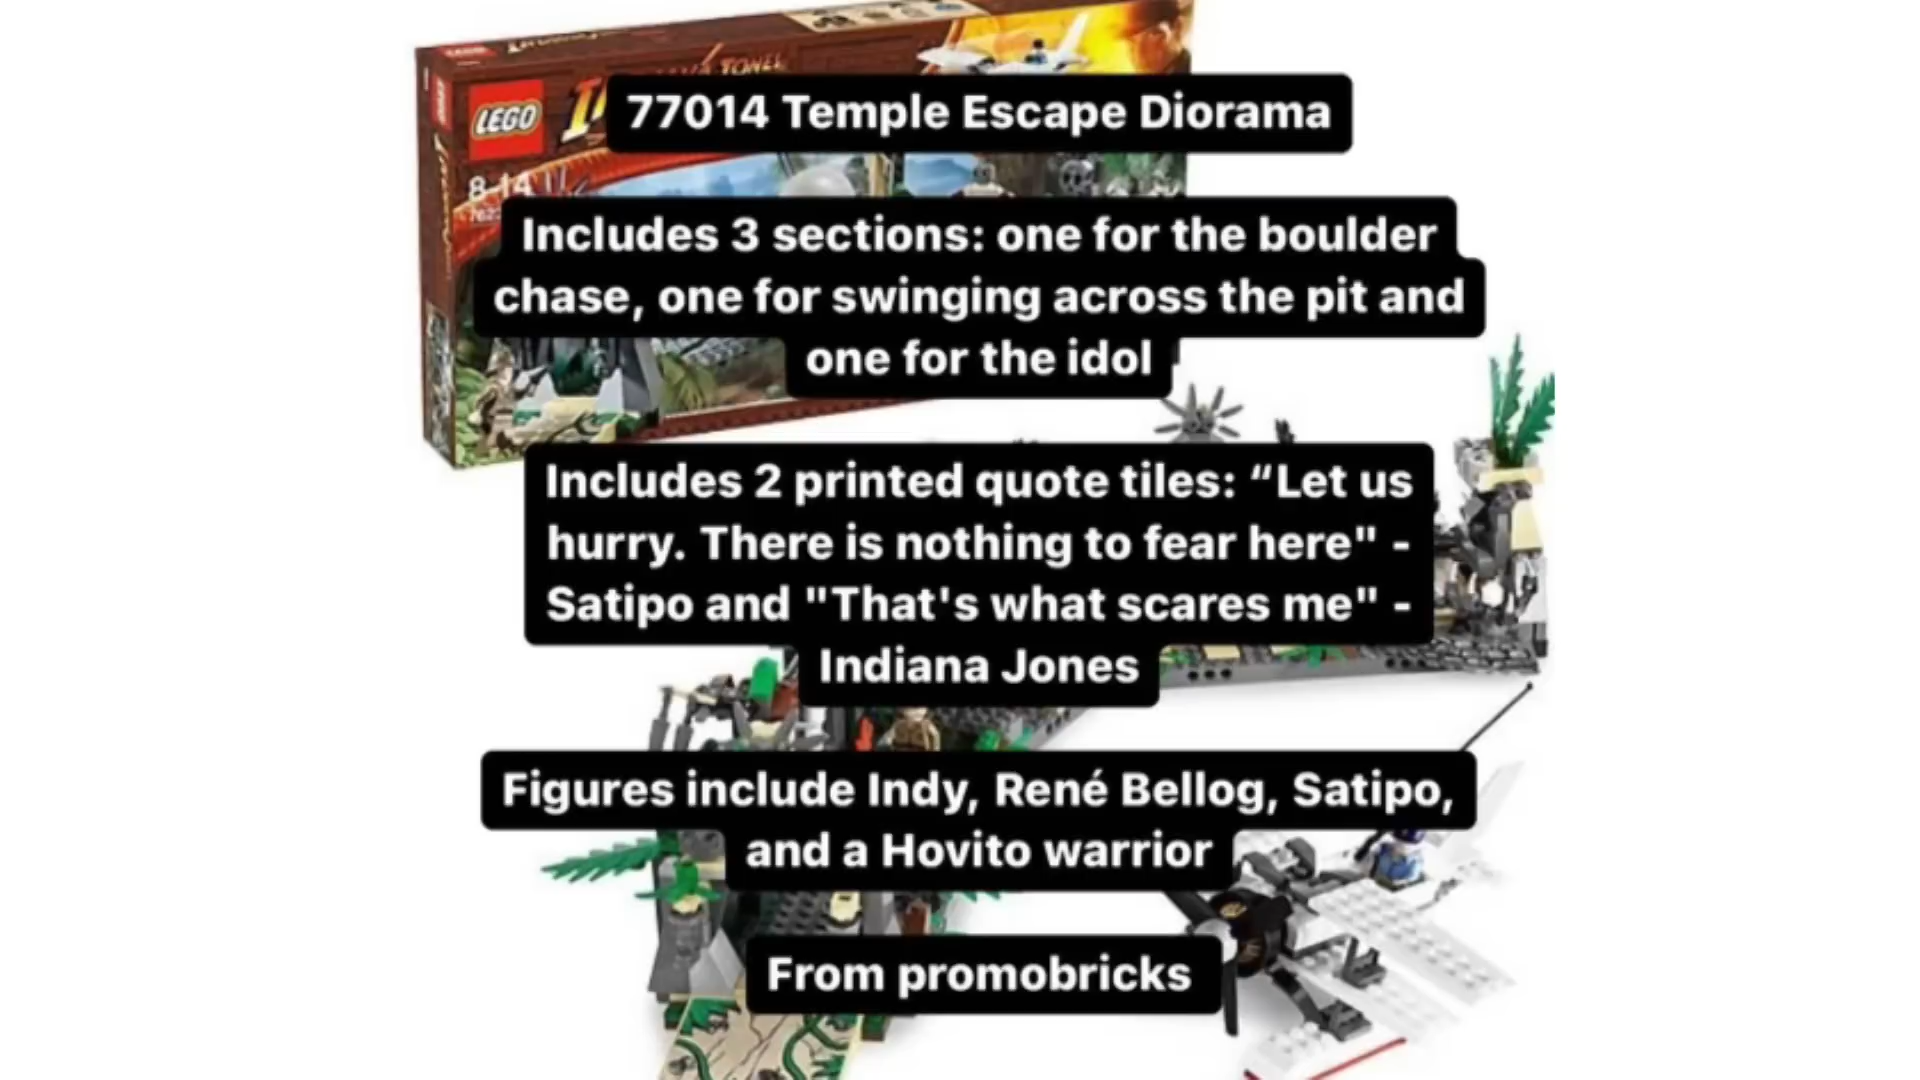 LEGO
8-14
77014 Temple Escape Diorama
Includes 3 sections: one for the boulder
chase, one for swinging across the pit and
one for the idol
Includes 2 printed quote tiles: “Let us
hurry. There is nothing to fear here" -
Satipo and "That's what scares me" -
Indiana Jones
Figures include Indy, René Bellog, Satipo,
and a Hovito warrior
From promobricks